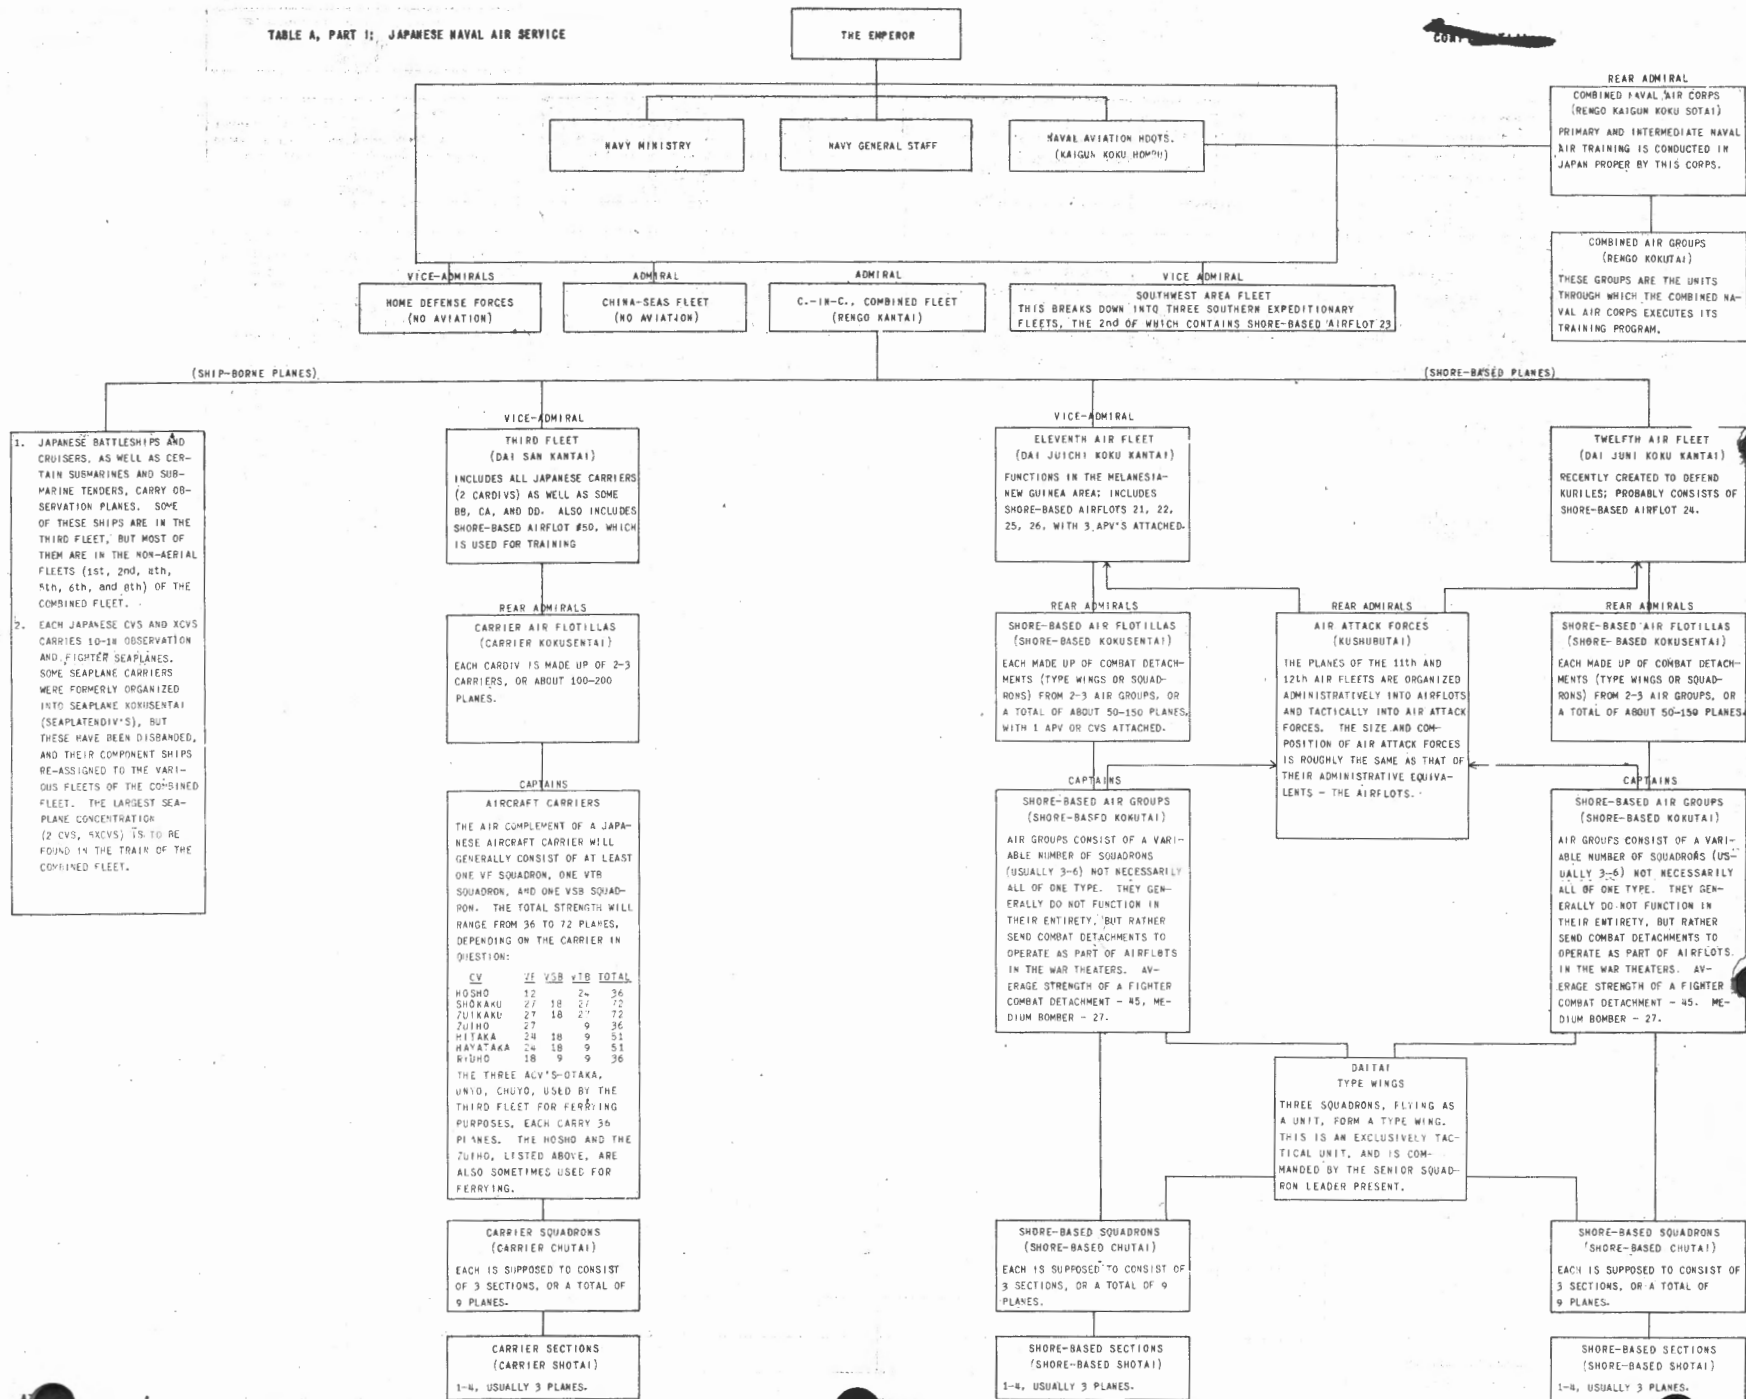 TABLE A, PART I: JAPANESE NAVAL AIR SERVICE
THE EMPEROR
NAVY MINISTRY
NAVY GENERAL STAFF
NAVAL AVIATION HDQTS.
(KAIGUN KOKU HOMBU)
REAR ADMIRAL
COMBINED NAVAL AIR CORPS
(RENGO KAIGUN KOKU SOTAI)
PRIMARY AND INTERMEDIATE NAVAL
AIR TRAINING IS CONDUCTED IN
JAPAN PROPER BY THIS CORPS.
COMBINED AIR GROUPS
(RENGO KOKUTAI)
THESE GROUPS ARE THE UNITS
THROUGH WHICH THE COMBINED NA-
VAL AIR CORPS EXECUTES ITS
TRAINING PROGRAM.
VICE-ADMIRALS
HOME DEFENSE FORCES
(NO AVIATION)
ADMIRAL
CHINA-SEAS FLEET
(NO AVIATION)
ADMIRAL
C.-IN-C., COMBINED FLEET
(RENGO KANTAI)
VICE ADMIRAL
SOUTHWEST AREA FLEET
THIS BREAKS DOWN INTO THREE SOUTHERN EXPEDITIONARY
FLEETS, THE 2nd OF WHICH CONTAINS SHORE-BASED AIRFLOT 23
(SHIP-BORNE PLANES)
(SHORE-BASED PLANES)
1. JAPANESE BATTLESHIPS AND
CRUISERS, AS WELL AS CER-
TAIN SUBMARINES AND SUB-
MARINE TENDERS, CARRY OB-
SERVATION PLANES. SOME
OF THESE SHIPS ARE IN THE
THIRD FLEET, BUT MOST OF
THEM ARE IN THE NON-AERIAL
FLEETS (1st, 2nd, 4th,
5th, 6th, and 8th) OF THE
COMBINED FLEET.
2. EACH JAPANESE CVS AND XCVS
CARRIES 10-18 OBSERVATION
AND FIGHTER SEAPLANES.
SOME SEAPLANE CARRIERS
WERE FORMERLY ORGANIZED
INTO SEAPLANE KOKUSENTAI
(SEAPLATENDIV'S), BUT
THESE HAVE BEEN DISBANDED,
AND THEIR COMPONENT SHIPS
RE-ASSIGNED TO THE VARI-
OUS FLEETS OF THE COMBINED
FLEET. THE LARGEST SEA-
PLANE CONCENTRATION
(2 CVS, 5XCVS) IS TO BE
FOUND IN THE TRAIN OF THE
COMBINED FLEET.
VICE-ADMIRAL
THIRD FLEET
(DAI SAN KANTAI)
INCLUDES ALL JAPANESE CARRIERS
(2 CARDIVS) AS WELL AS SOME
BB, CA, AND DD. ALSO INCLUDES
SHORE-BASED AIRFLOT #50, WHICH
IS USED FOR TRAINING
REAR ADMIRALS
CARRIER AIR FLOTILLAS
(CARRIER KOKUSENTAI)
EACH CARDIV IS MADE UP OF 2-3
CARRIERS, OR ABOUT 100-200
PLANES.
CAPTAINS
AIRCRAFT CARRIERS
THE AIR COMPLEMENT OF A JAPA-
NESE AIRCRAFT CARRIER WILL
GENERALLY CONSIST OF AT LEAST
ONE VF SQUADRON, ONE VTB
SQUADRON, AND ONE VSB SQUAD-
RON. THE TOTAL STRENGTH WILL
RANGE FROM 36 TO 72 PLANES,
DEPENDING ON THE CARRIER IN
QUESTION:
CV VF VSB VTB TOTAL
HOSHO 12 24 36
SHOKAKU 27 18 27 72
ZUIKAKU 27 18 27 72
ZUIHO 27 9 36
HITAKA 24 18 9 51
HAYATAKA 24 18 9 51
RYUHO 18 9 9 36
THE THREE ACV'S-OTAKA,
UNYO, CHUYO, USED BY THE
THIRD FLEET FOR FERRYING
PURPOSES, EACH CARRY 36
PLANES. THE HOSHO AND THE
ZUIHO, LISTED ABOVE, ARE
ALSO SOMETIMES USED FOR
FERRYING.
CARRIER SQUADRONS
(CARRIER CHUTAI)
EACH IS SUPPOSED TO CONSIST
OF 3 SECTIONS, OR A TOTAL OF
9 PLANES.
CARRIER SECTIONS
(CARRIER SHOTAI)
1-4, USUALLY 3 PLANES.
VICE-ADMIRAL
ELEVENTH AIR FLEET
(DAI JUICHI KOKU KANTAI)
FUNCTIONS IN THE MELANESIA-
NEW GUINEA AREA; INCLUDES
SHORE-BASED AIRFLOTS 21, 22,
25, 26, WITH 3 APV'S ATTACHED.
REAR ADMIRALS
SHORE-BASED AIR FLOTILLAS
(SHORE-BASED KOKUSENTAI)
EACH MADE UP OF COMBAT DETACH-
MENTS (TYPE WINGS OR SQUAD-
RONS) FROM 2-3 AIR GROUPS, OR
A TOTAL OF ABOUT 50-150 PLANES,
WITH 1 APV OR CVS ATTACHED.
CAPTAINS
SHORE-BASED AIR GROUPS
(SHORE-BASED KOKUTAI)
AIR GROUPS CONSIST OF A VARI-
ABLE NUMBER OF SQUADRONS
(USUALLY 3-6) NOT NECESSARILY
ALL OF ONE TYPE. THEY GEN-
ERALLY DO NOT FUNCTION IN
THEIR ENTIRETY, BUT RATHER
SEND COMBAT DETACHMENTS TO
OPERATE AS PART OF AIRFLOTS
IN THE WAR THEATERS. AV-
ERAGE STRENGTH OF A FIGHTER
COMBAT DETACHMENT - 45, ME-
DIUM BOMBER - 27.
SHORE-BASED SQUADRONS
(SHORE-BASED CHUTAI)
EACH IS SUPPOSED TO CONSIST OF
3 SECTIONS, OR A TOTAL OF 9
PLANES.
SHORE-BASED SECTIONS
(SHORE-BASED SHOTAI)
1-4, USUALLY 3 PLANES.
REAR ADMIRALS
AIR ATTACK FORCES
(KUSHUBUTAI)
THE PLANES OF THE 11th AND
12th AIR FLEETS ARE ORGANIZED
ADMINISTRATIVELY INTO AIRFLOTS
AND TACTICALLY INTO AIR ATTACK
FORCES. THE SIZE AND COM-
POSITION OF AIR ATTACK FORCES
IS ROUGHLY THE SAME AS THAT OF
THEIR ADMINISTRATIVE EQUIVA-
LENTS - THE AIRFLOTS.
DAITAI
TYPE WINGS
THREE SQUADRONS, FLYING AS
A UNIT, FORM A TYPE WING.
THIS IS AN EXCLUSIVELY TAC-
TICAL UNIT, AND IS COM-
MANDED BY THE SENIOR SQUAD-
RON LEADER PRESENT.
TWELFTH AIR FLEET
(DAI JUNI KOKU KANTAI)
RECENTLY CREATED TO DEFEND
KURILES; PROBABLY CONSISTS OF
SHORE-BASED AIRFLOT 24.
REAR ADMIRALS
SHORE-BASED AIR FLOTILLAS
(SHORE-BASED KOKUSENTAI)
EACH MADE UP OF COMBAT DETACH-
MENTS (TYPE WINGS OR SQUAD-
RONS) FROM 2-3 AIR GROUPS, OR
A TOTAL OF ABOUT 50-150 PLANES.
CAPTAINS
SHORE-BASED AIR GROUPS
(SHORE-BASED KOKUTAI)
AIR GROUPS CONSIST OF A VARI-
ABLE NUMBER OF SQUADRONS (US-
UALLY 3-6) NOT NECESSARILY
ALL OF ONE TYPE. THEY GEN-
ERALLY DO NOT FUNCTION IN
THEIR ENTIRETY, BUT RATHER
SEND COMBAT DETACHMENTS TO
OPERATE AS PART OF AIRFLOTS
IN THE WAR THEATERS. AV-
ERAGE STRENGTH OF A FIGHTER
COMBAT DETACHMENT - 45. ME-
DIUM BOMBER - 27.
SHORE-BASED SQUADRONS
(SHORE-BASED CHUTAI)
EACH IS SUPPOSED TO CONSIST OF
3 SECTIONS, OR A TOTAL OF
9 PLANES.
SHORE-BASED SECTIONS
(SHORE-BASED SHOTAI)
1-4, USUALLY 3 PLANES.